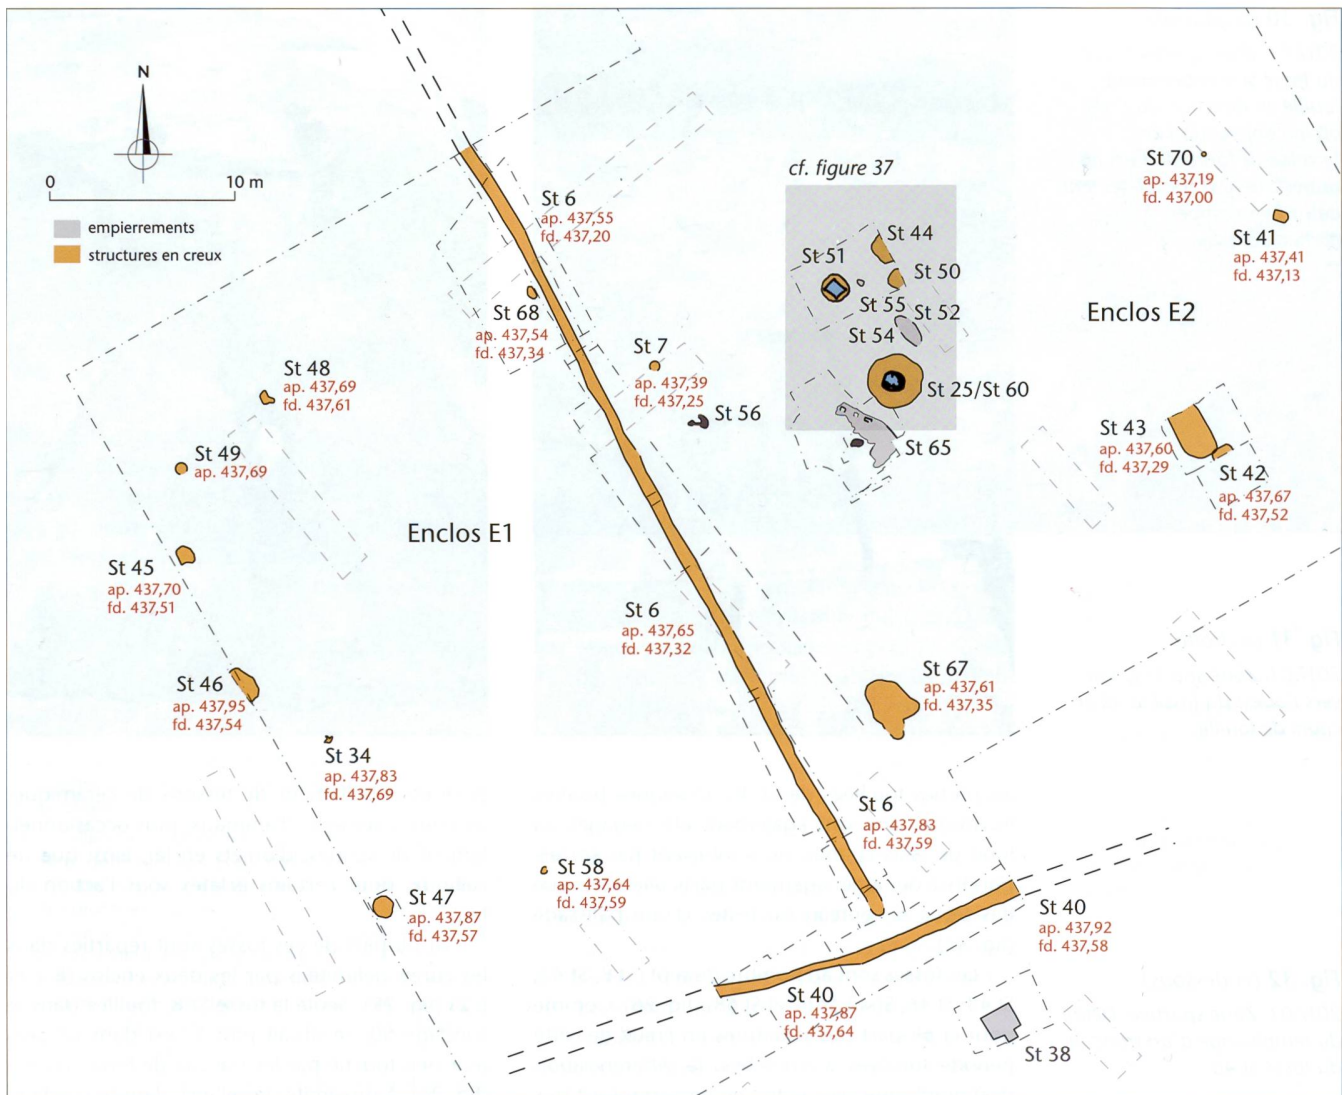 N
0 10 m
empierrements
structures en creux
cf. figure 37
St 6
ap. 437,55
fd. 437,20
St 70
ap. 437,19
fd. 437,00
St 41
ap. 437,41
fd. 437,13
St 44
St 51
St 50
St 55
St 52
St 54
St 25/St 60
St 65
Enclos E2
St 68
ap. 437,54
fd. 437,34
St 7
ap. 437,39
fd. 437,25
St 56
St 48
ap. 437,69
fd. 437,61
St 49
ap. 437,69
St 43
ap. 437,60
fd. 437,29
St 42
ap. 437,67
fd. 437,52
Enclos E1
St 45
ap. 437,70
fd. 437,51
St 6
ap. 437,65
fd. 437,32
St 46
ap. 437,95
fd. 437,54
St 67
ap. 437,61
fd. 437,35
St 34
ap. 437,83
fd. 437,69
St 6
ap. 437,83
fd. 437,59
St 58
ap. 437,64
fd. 437,59
St 47
ap. 437,87
fd. 437,57
St 40
ap. 437,92
fd. 437,58
St 40
ap. 437,87
fd. 437,64
St 38